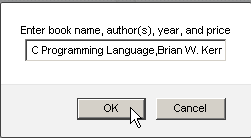 Enter book name, author(s), year, and price
C Programming Language,Brian W. Kerr
OK Cancel